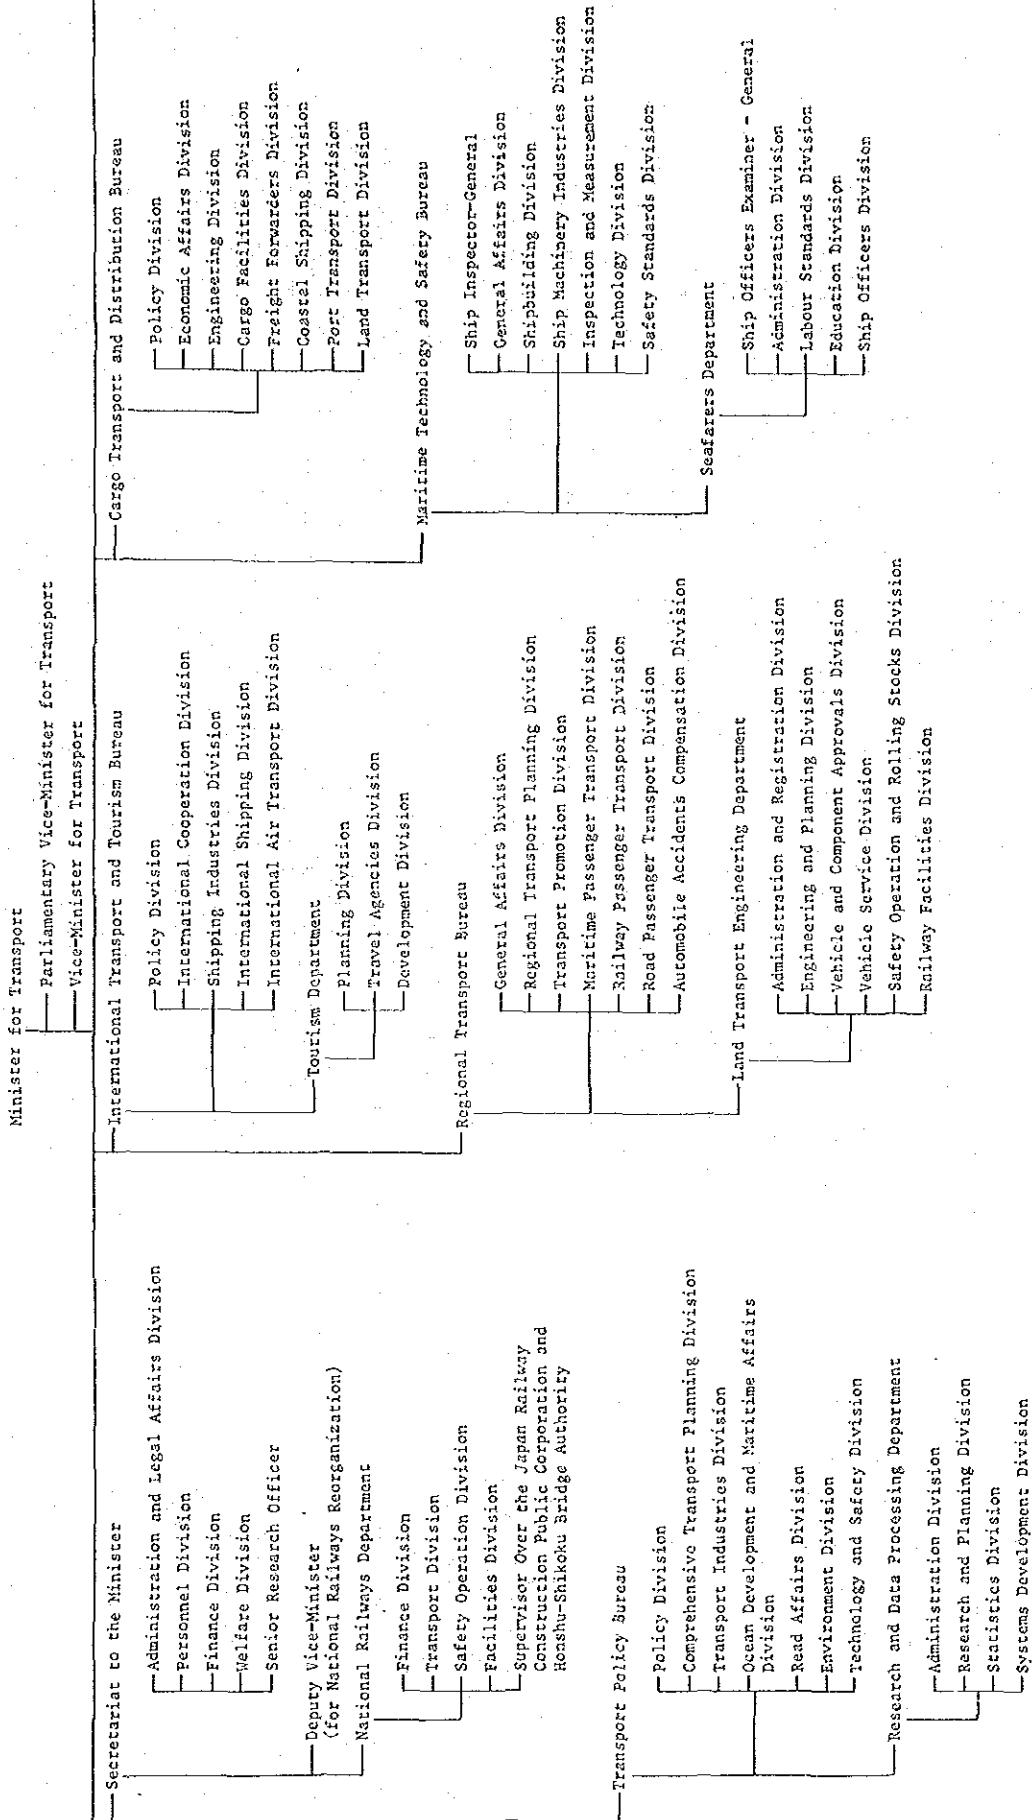 Minister for Transport
Parliamentary Vice-Minister for Transport
Vice-Minister for Transport
Secretariat to the Minister
Administration and Legal Affairs Division
Personnel Division
Finance Division
Welfare Division
Senior Research Officer
Deputy Vice-Minister
(for National Railways Reorganization)
National Railways Department
Finance Division
Transport Division
Safety Operation Division
Facilities Division
Supervisor Over the Japan Railway
Construction Public Corporation and
Honshu-Shikoku Bridge Authority
Transport Policy Bureau
Policy Division
Comprehensive Transport Planning Division
Transport Industries Division
Ocean Development and Maritime Affairs
Division
Read Affairs Division
Environment Division
Technology and Safety Division
Research and Data Processing Department
Administration Division
Research and Planning Division
Statistics Division
Systems Development Division
International Transport and Tourism Bureau
Policy Division
International Cooperation Division
Shipping Industries Division
International Shipping Division
International Air Transport Division
Tourism Department
Planning Division
Travel Agencies Division
Development Division
Regional Transport Bureau
General Affairs Division
Regional Transport Planning Division
Transport Promotion Division
Maritime Passenger Transport Division
Railway Passenger Transport Division
Road Passenger Transport Division
Automobile Accidents Compensation Division
Land Transport Engineering Department
Administration and Registration Division
Engineering and Planning Division
Vehicle and Component Approvals Division
Vehicle Service Division
Safety Operation and Rolling Stocks Division
Railway Facilities Division
Cargo Transport and Distribution Bureau
Policy Division
Economic Affairs Division
Engineering Division
Cargo Facilities Division
Freight Forwarders Division
Coastal Shipping Division
Port Transport Division
Land Transport Division
Maritime Technology and Safety Bureau
Ship Inspector-General
General Affairs Division
Shipbuilding Division
Ship Machinery Industries Division
Inspection and Measurement Division
Technology Division
Safety Standards Division
Seafarers Department
Ship Officers Examiner - General
Administration Division
Labour Standards Division
Education Division
Ship Officers Division